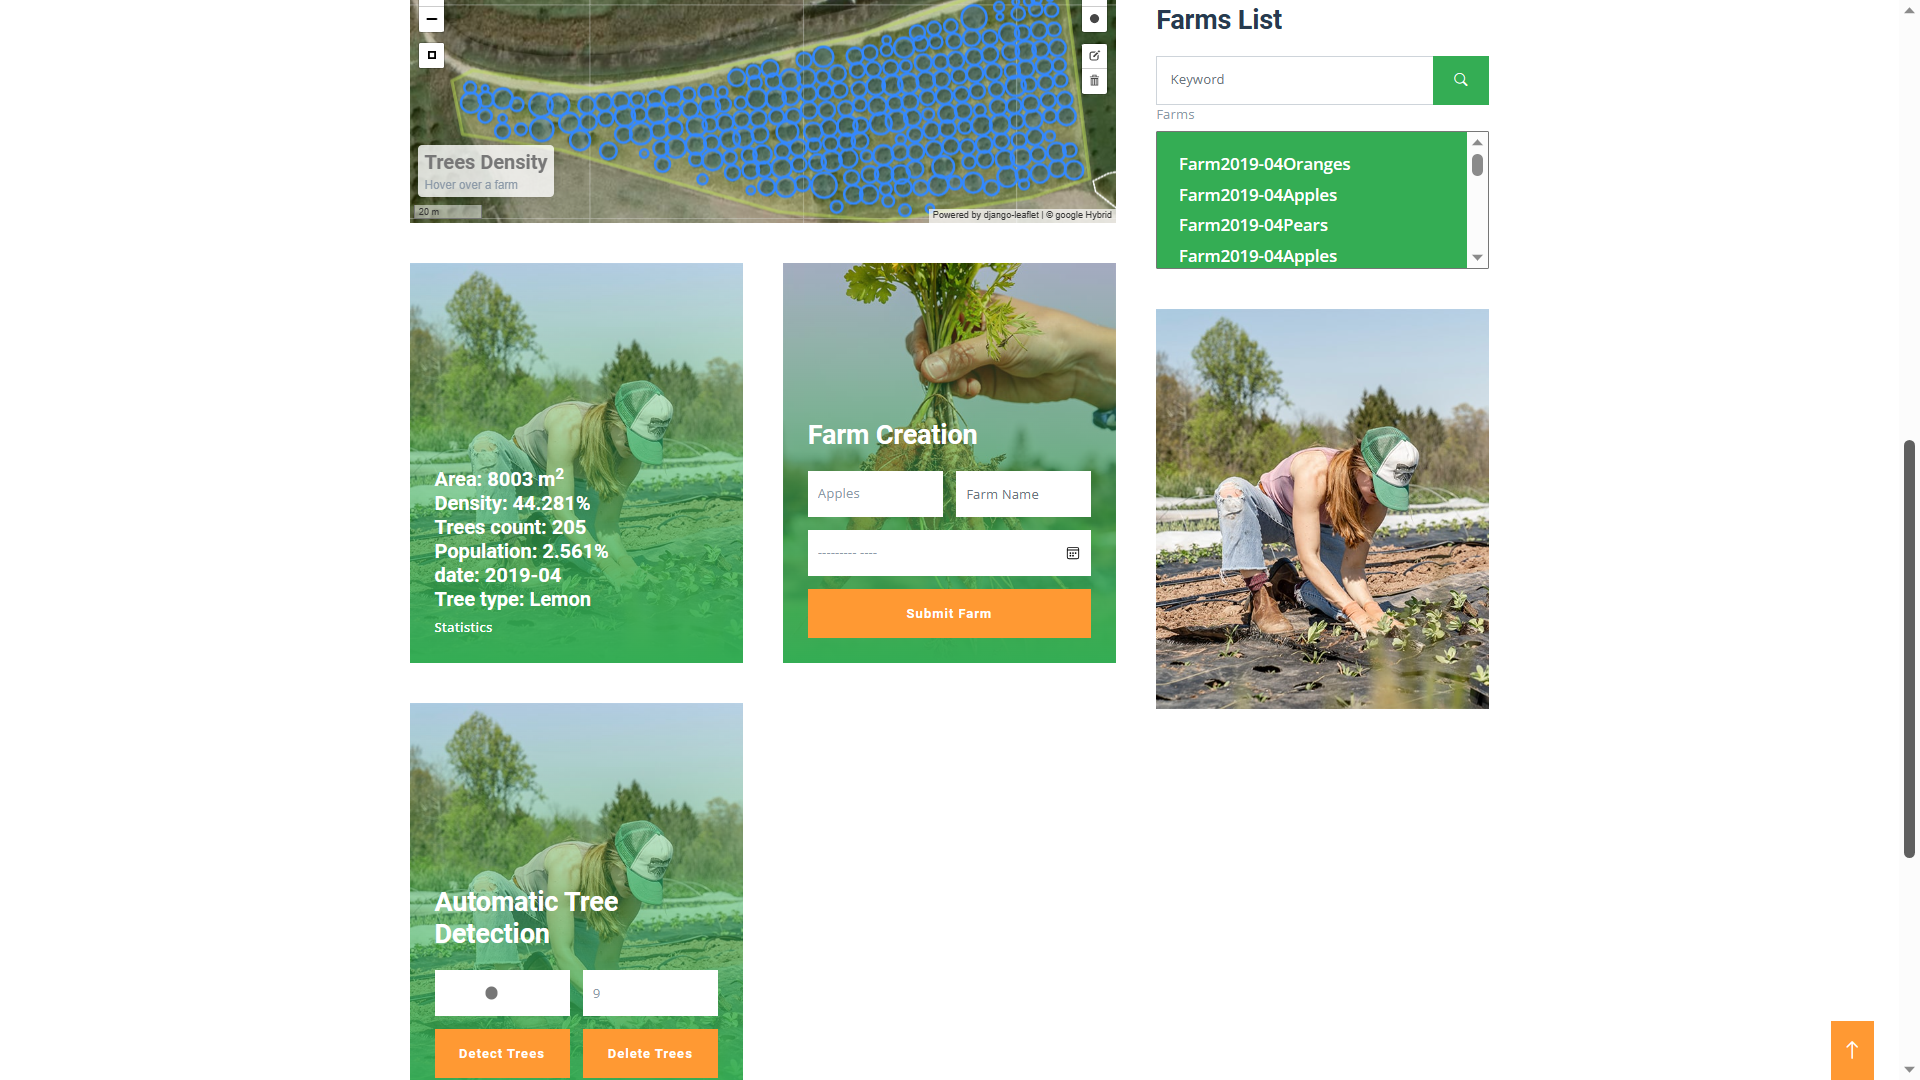 Trees Density
Hover over a farm
20 m
Powered by django-leaflet | © google Hybrid
Farms List
Keyword
Farms
Farm2019-04Oranges
Farm2019-04Apples
Farm2019-04Pears
Farm2019-04Apples
Area: 8003 m²
Density: 44.281%
Trees count: 205
Population: 2.561%
date: 2019-04
Tree type: Lemon
Statistics
Farm Creation
Apples
Farm Name
--------- ----
Submit Farm
Automatic Tree
Detection
9
Detect Trees
Delete Trees